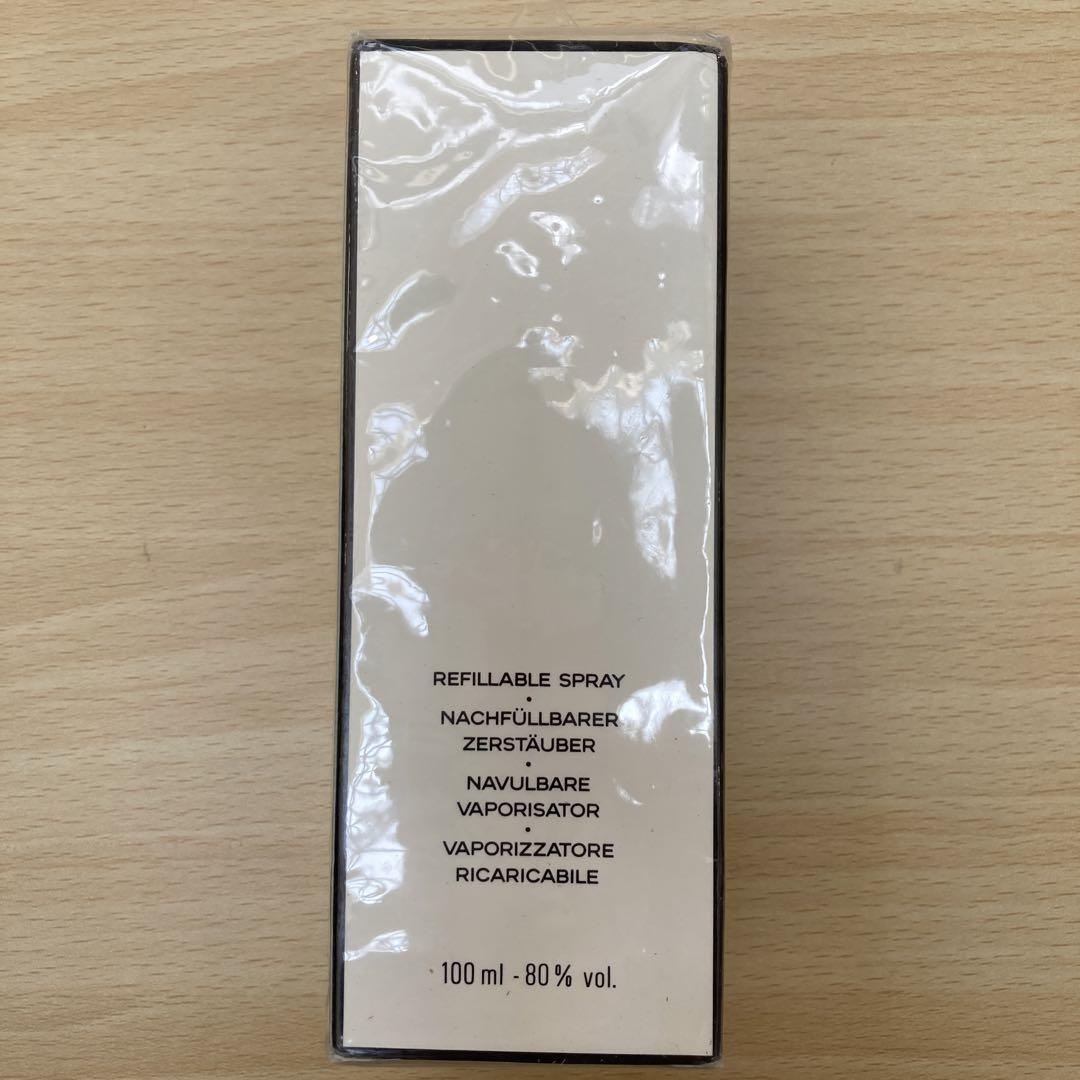 REFILLABLE SPRAY
•
NACHFÜLLBARER
ZERSTÄUBER
•
NAVULBARE
VAPORISATOR
•
VAPORIZZATORE
RICARICABILE
100 ml - 80% vol.